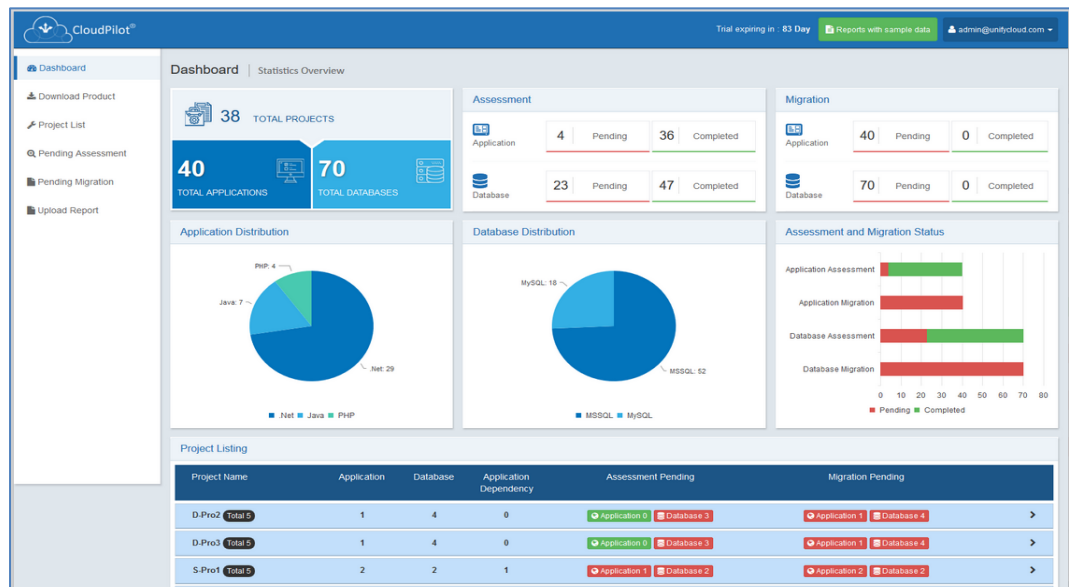 CloudPilot®
Trial expiring in : 83 Day
Reports with sample data
admin@unifycloud.com
Dashboard
Download Product
Project List
Pending Assessment
Pending Migration
Upload Report
Dashboard | Statistics Overview
38 TOTAL PROJECTS
40
TOTAL APPLICATIONS
70
TOTAL DATABASES
Assessment
Application
4 Pending
36 Completed
Database
23 Pending
47 Completed
Migration
Application
40 Pending
0 Completed
Database
70 Pending
0 Completed
Application Distribution
PHP: 4
Java: 7
.Net: 29
.Net Java PHP
Database Distribution
MySQL: 18
MSSQL: 52
MSSQL MySQL
Assessment and Migration Status
Application Assessment
Application Migration
Database Assessment
Database Migration
0 10 20 30 40 50 60 70 80
Pending Completed
Project Listing
Project Name Application Database Application Dependency Assessment Pending Migration Pending
D-Pro2 Total 5 1 4 0 Application 0 Database 3 Application 1 Database 4
D-Pro3 Total 5 1 4 0 Application 0 Database 3 Application 1 Database 4
S-Pro1 Total 5 2 2 1 Application 1 Database 2 Application 2 Database 2